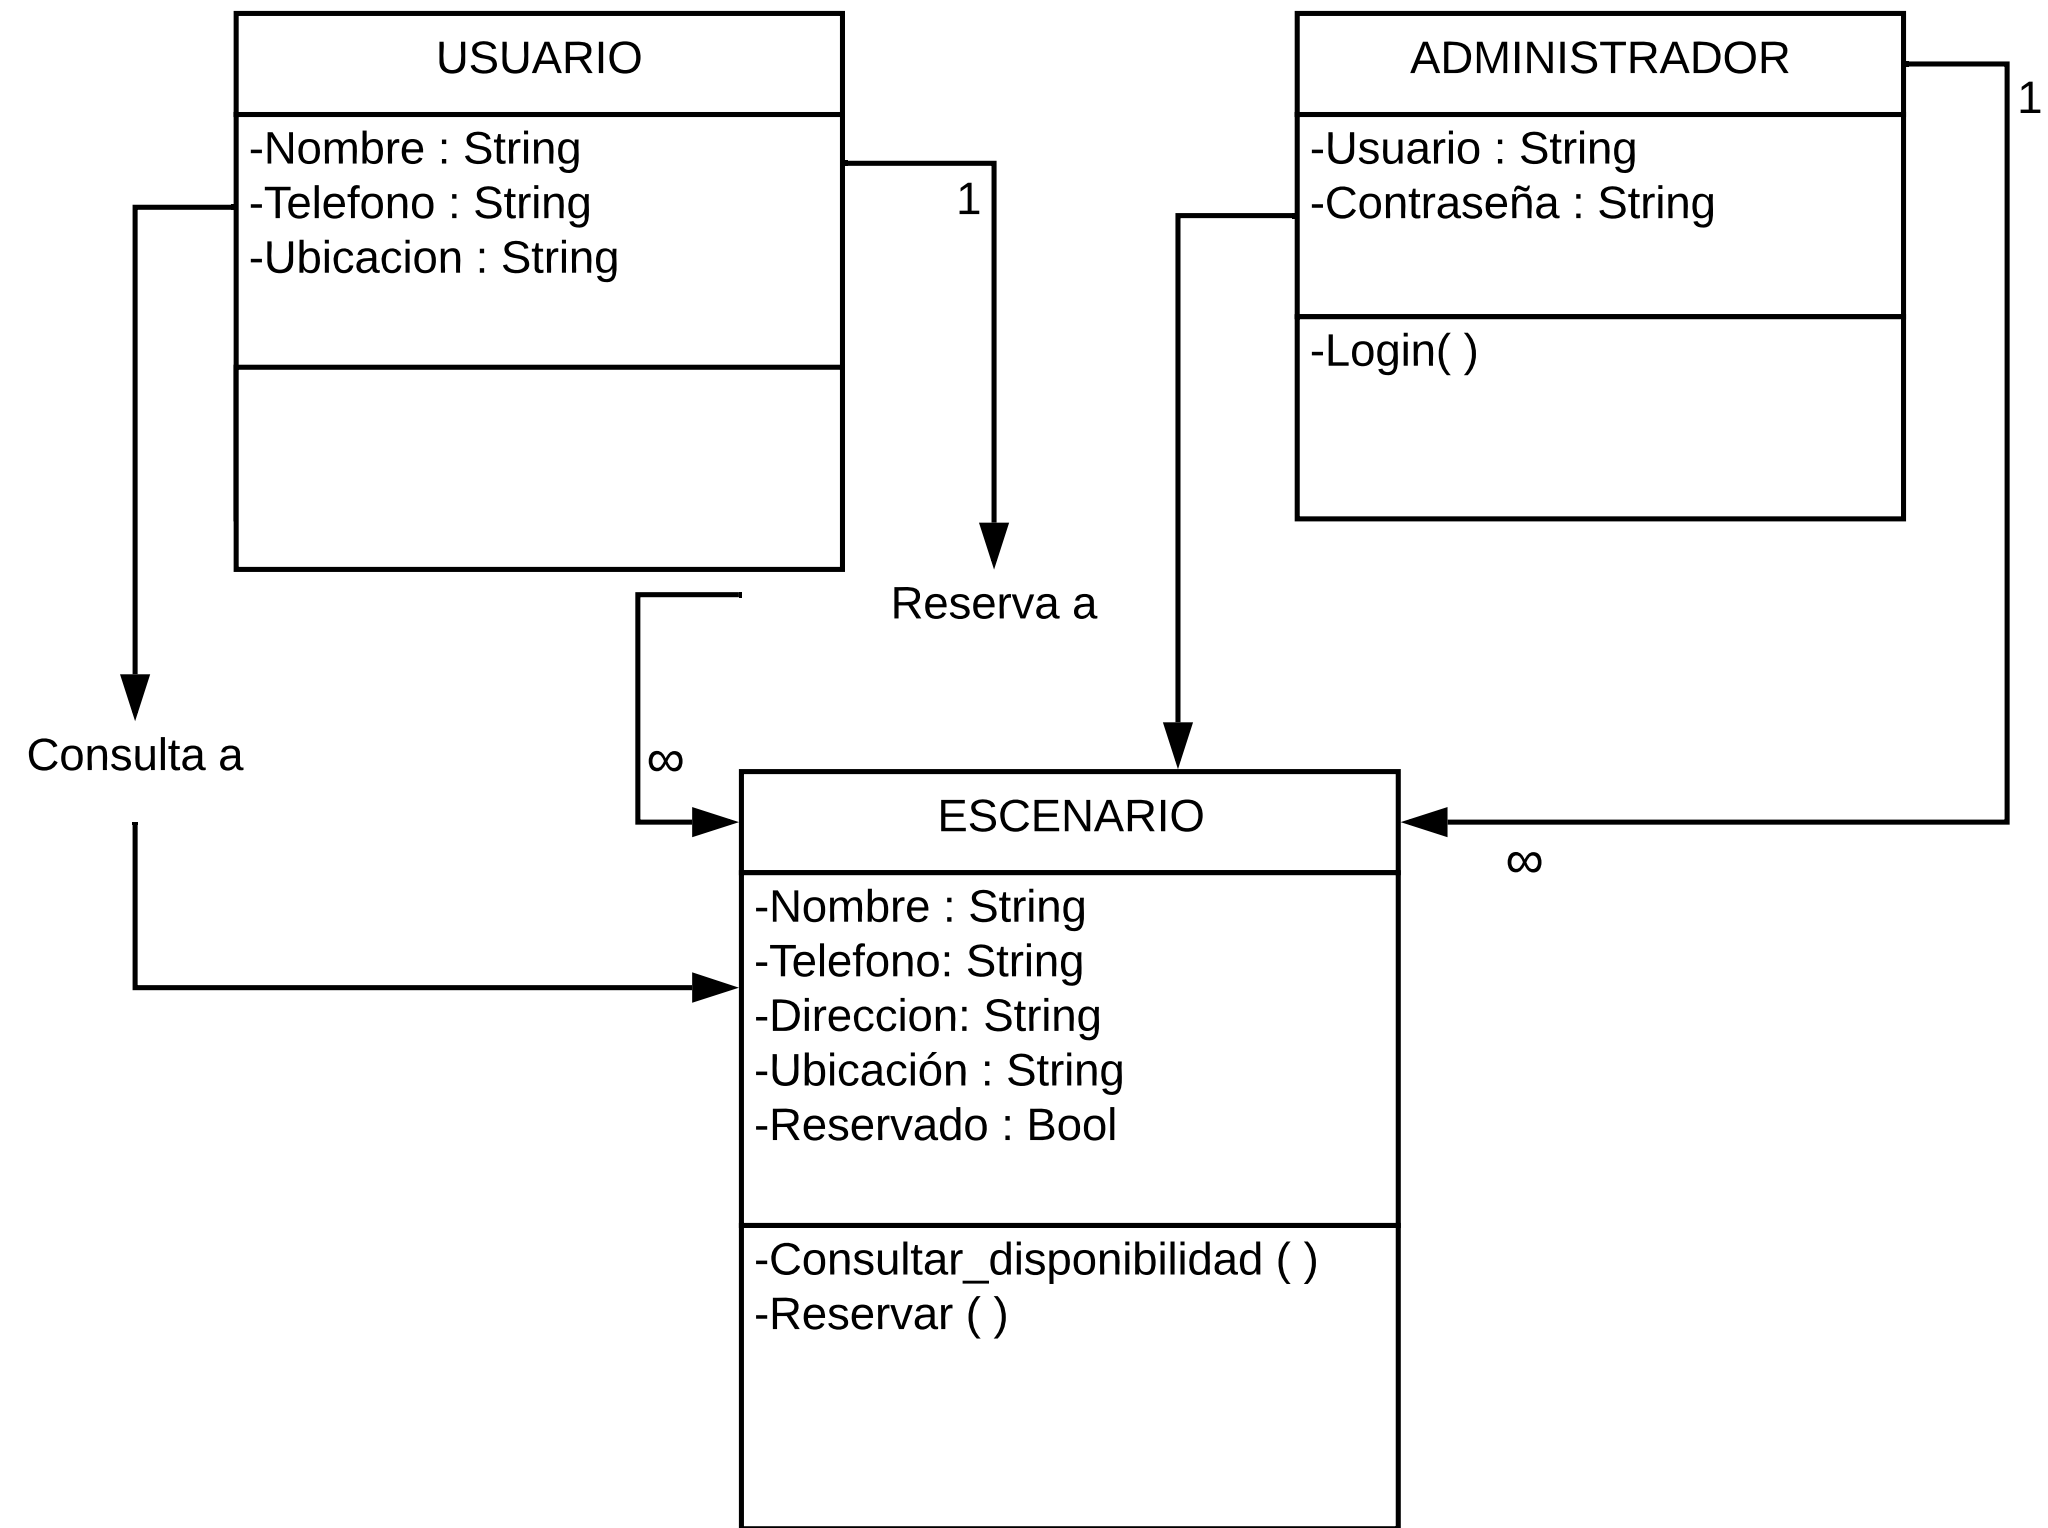 USUARIO
-Nombre : String
-Telefono : String
-Ubicacion : String
1
ADMINISTRADOR
-Usuario : String
-Contraseña : String
-Login( )
1
Reserva a
Consulta a
∞
∞
ESCENARIO
-Nombre : String
-Telefono: String
-Direccion: String
-Ubicación : String
-Reservado : Bool
-Consultar_disponibilidad ( )
-Reservar ( )